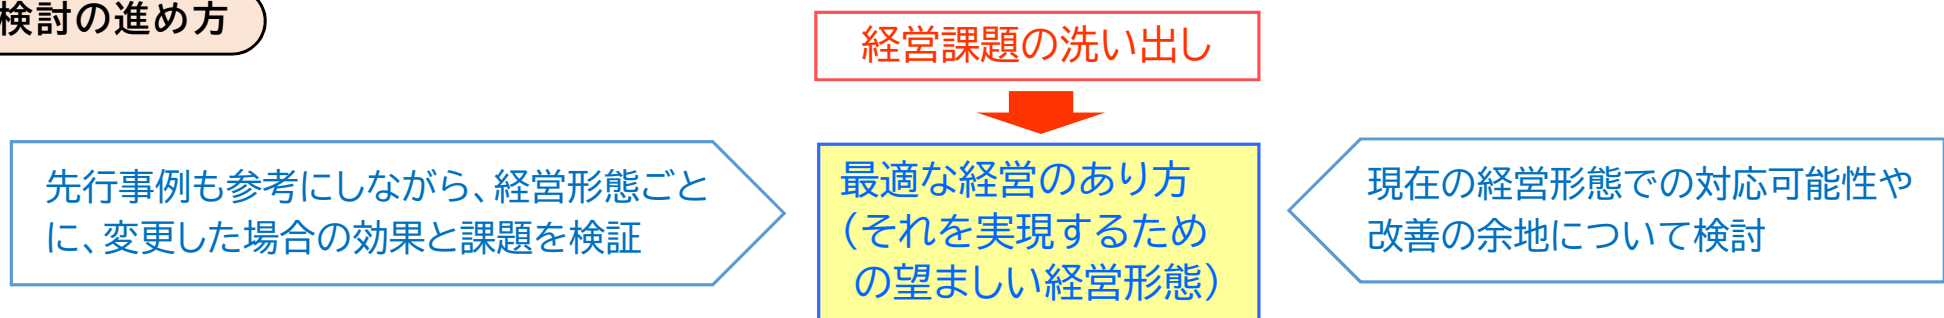 検討の進め方
経営課題の洗い出し
先行事例も参考にしながら、経営形態ごと
に、変更した場合の効果と課題を検証
最適な経営のあり方
（それを実現するため
の望ましい経営形態）
現在の経営形態での対応可能性や
改善の余地について検討